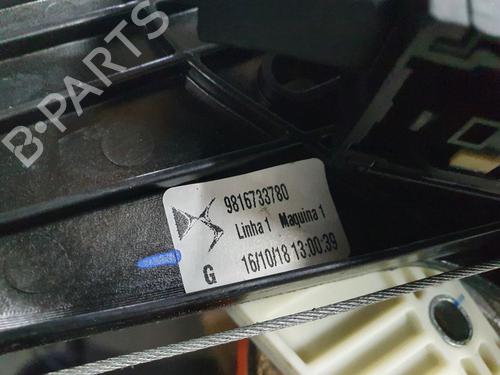 B-PARTS
9816733780
Linha 1 Maquina 1
G 16/10/18 13:00:39